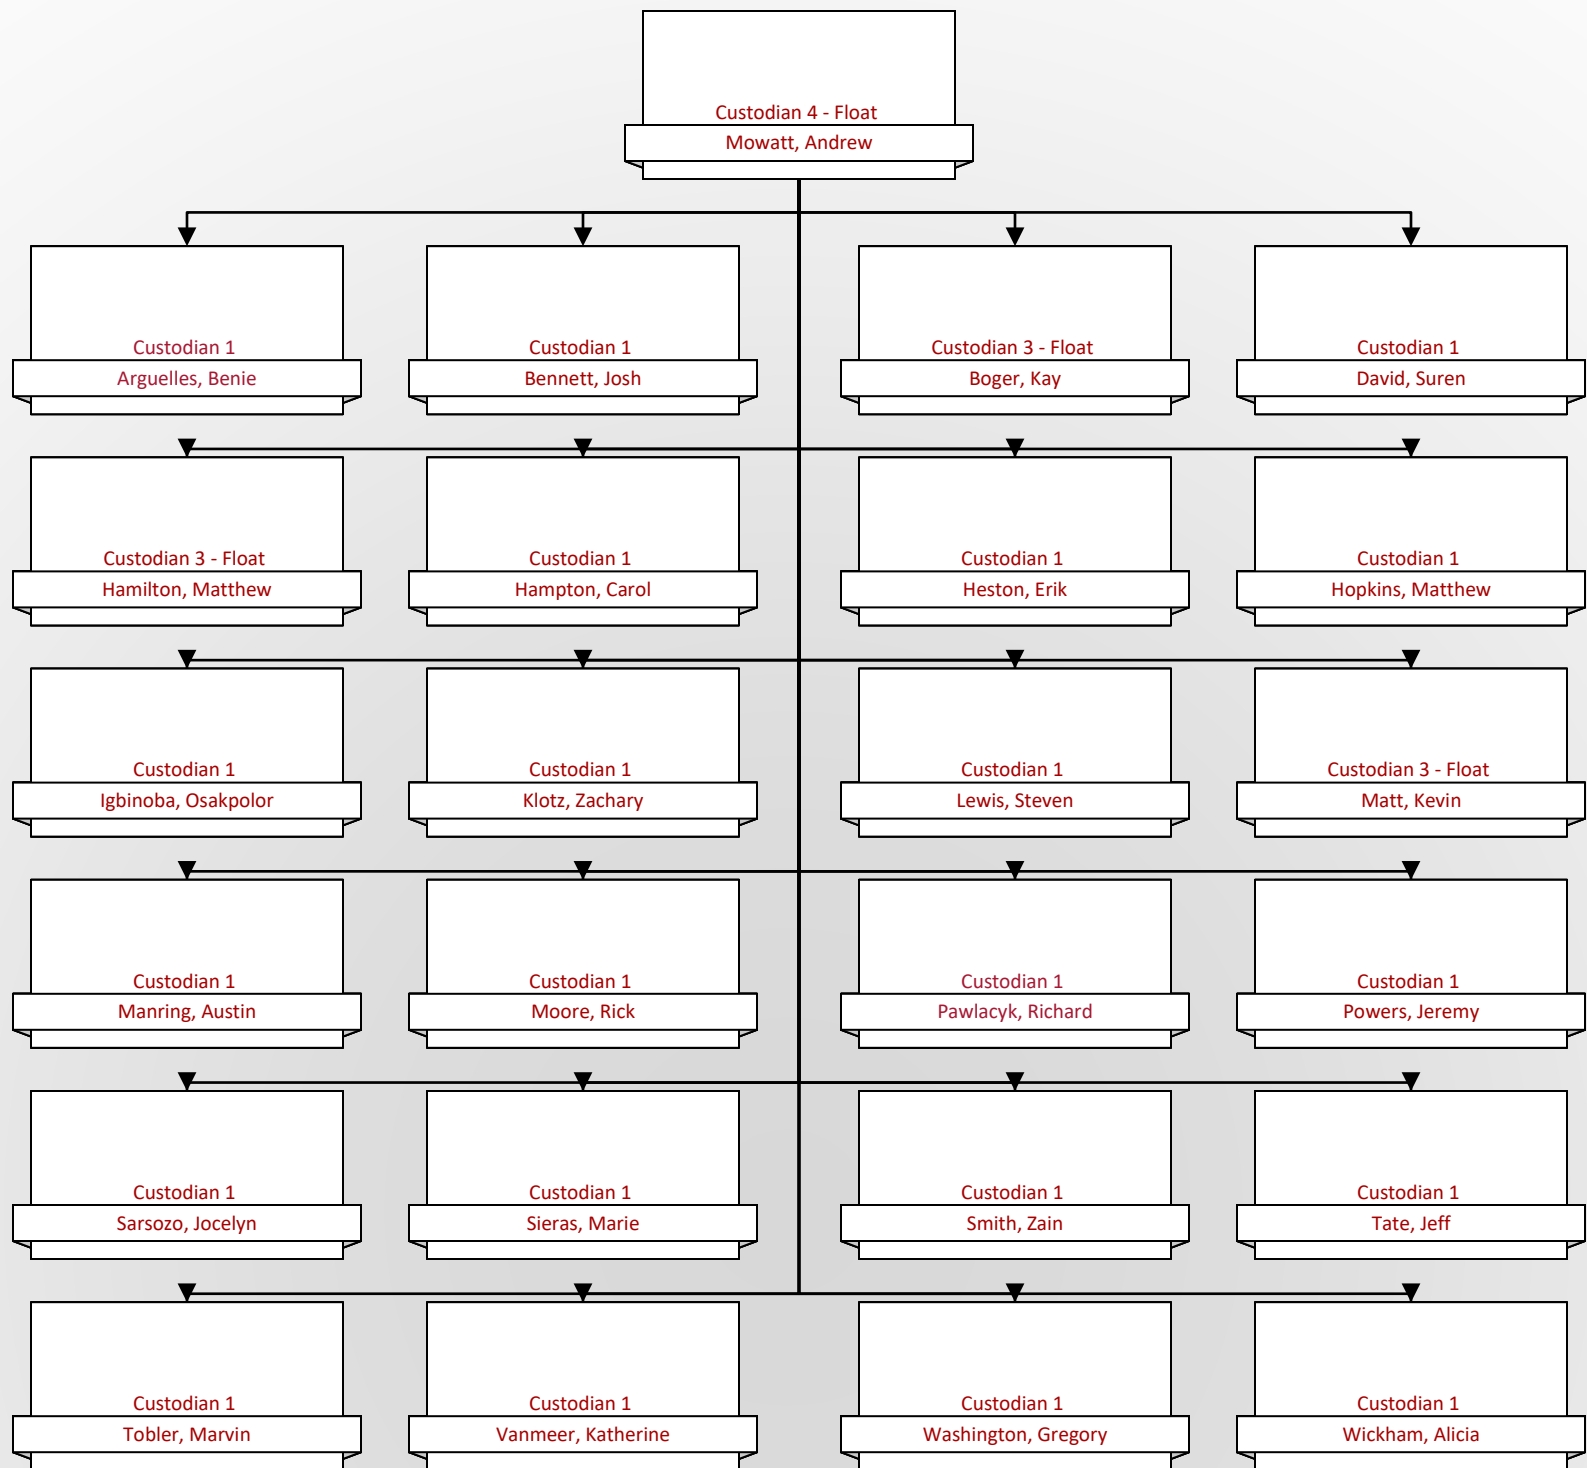 Custodian 4 - Float
Mowatt, Andrew
Custodian 1
Arguelles, Benie
Custodian 1
Bennett, Josh
Custodian 3 - Float
Boger, Kay
Custodian 1
David, Suren
Custodian 3 - Float
Hamilton, Matthew
Custodian 1
Hampton, Carol
Custodian 1
Heston, Erik
Custodian 1
Hopkins, Matthew
Custodian 1
Igbinoba, Osakpolor
Custodian 1
Klotz, Zachary
Custodian 1
Lewis, Steven
Custodian 3 - Float
Matt, Kevin
Custodian 1
Manring, Austin
Custodian 1
Moore, Rick
Custodian 1
Pawlacyk, Richard
Custodian 1
Powers, Jeremy
Custodian 1
Sarsozo, Jocelyn
Custodian 1
Sieras, Marie
Custodian 1
Smith, Zain
Custodian 1
Tate, Jeff
Custodian 1
Tobler, Marvin
Custodian 1
Vanmeer, Katherine
Custodian 1
Washington, Gregory
Custodian 1
Wickham, Alicia